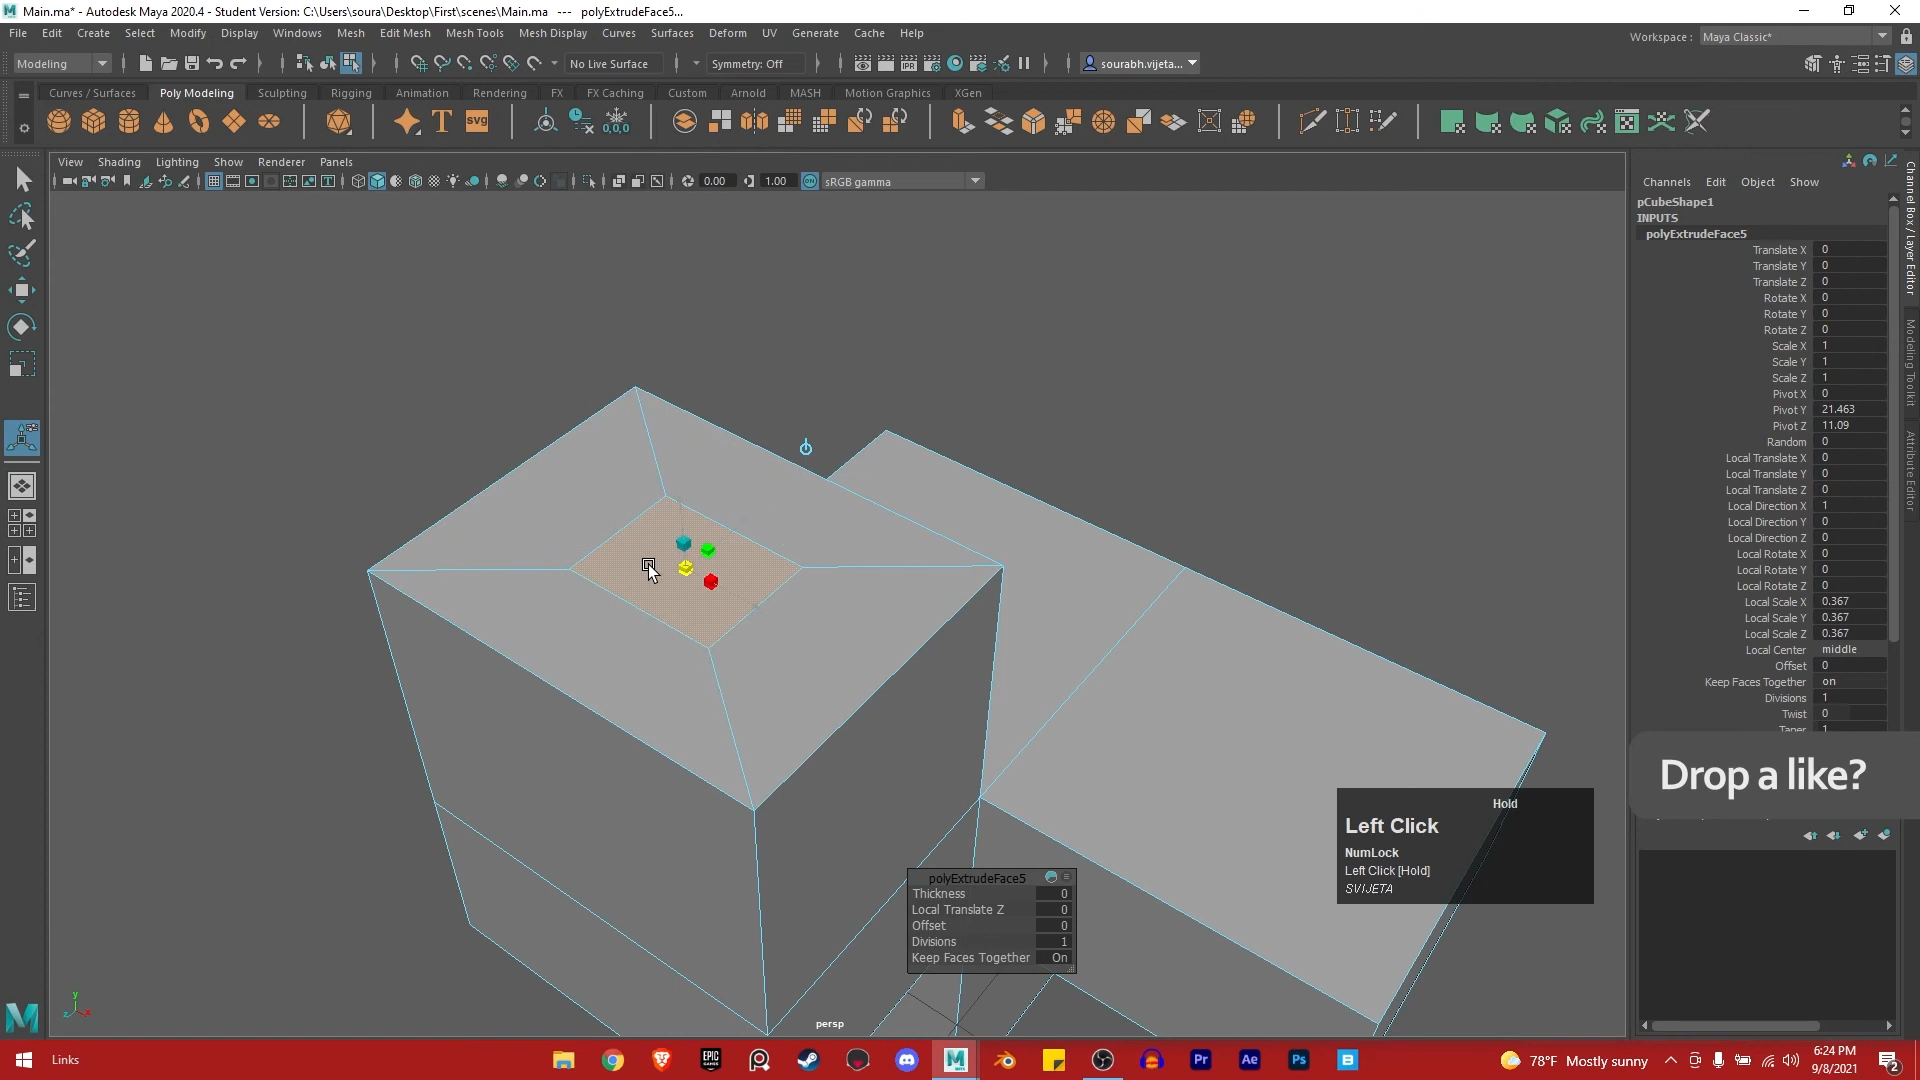 Main.ma* - Autodesk Maya 2020.4 - Student Version: C:\Users\soura\Desktop\First\scenes\Main.ma --- polyExtrudeFace5...
File Edit Create Select Modify Display Windows Mesh Edit Mesh Mesh Tools Mesh Display Curves Surfaces Deform UV Generate Cache Help
Workspace : Maya Classic*
Modeling No Live Surface Symmetry: Off sourabh.vijeta...
Curves / Surfaces Poly Modeling Sculpting Rigging Animation Rendering FX FX Caching Custom Arnold MASH Motion Graphics XGen
View Shading Lighting Show Renderer Panels
0.00 1.00 sRGB gamma
Channels Edit Object Show
pCubeShape1
INPUTS
polyExtrudeFace5
Translate X 0
Translate Y 0
Translate Z 0
Rotate X 0
Rotate Y 0
Rotate Z 0
Scale X 1
Scale Y 1
Scale Z 1
Pivot X 0
Pivot Y 21.463
Pivot Z 11.09
Random 0
Local Translate X 0
Local Translate Y 0
Local Translate Z 0
Local Direction X 1
Local Direction Y 0
Local Direction Z 0
Local Rotate X 0
Local Rotate Y 0
Local Rotate Z 0
Local Scale X 0.367
Local Scale Y 0.367
Local Scale Z 0.367
Local Center middle
Offset 0
Keep Faces Together on
Divisions 1
Twist 0
Taper 1
Channel Box / Layer Editor
Modeling Toolkit
Attribute Editor
Drop a like?
Hold
Left Click
NumLock
Left Click [Hold]
SVIJETA
polyExtrudeFace5
Thickness 0
Local Translate Z 0
Offset 0
Divisions 1
Keep Faces Together On
persp
Links
78°F Mostly sunny
6:24 PM
9/8/2021